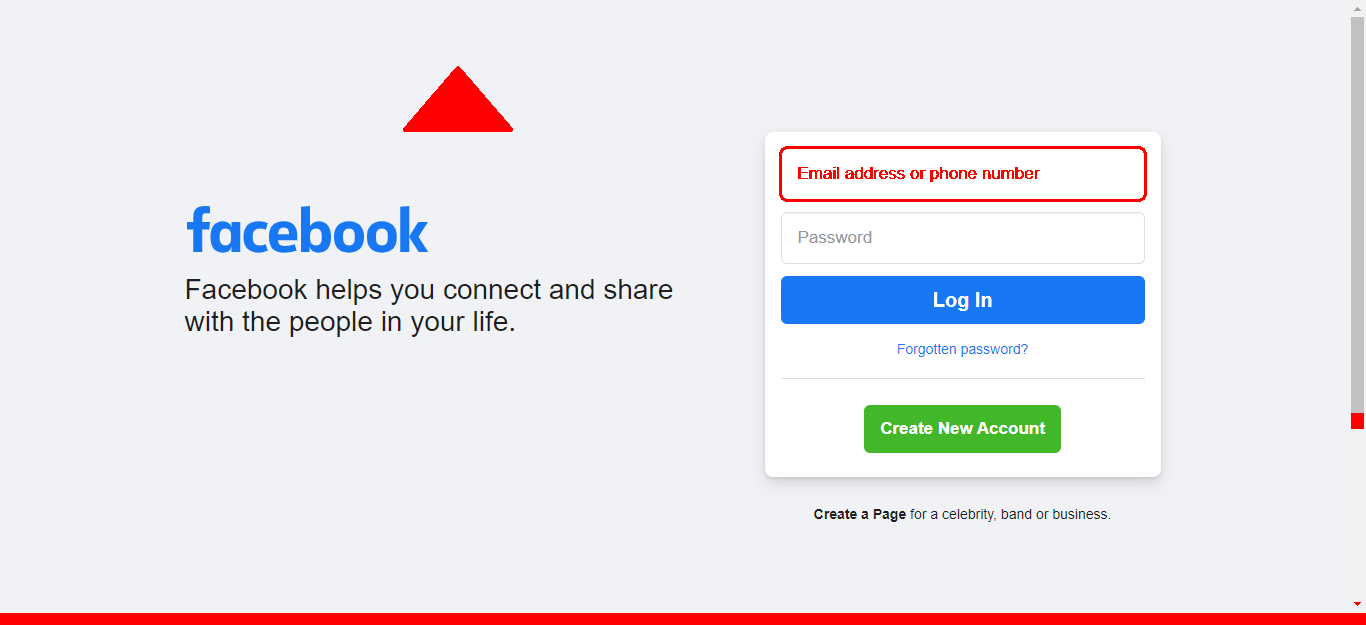 facebook
Facebook helps you connect and share
with the people in your life.
Email address or phone number
Password
Log In
Forgotten password?
Create New Account
Create a Page for a celebrity, band or business.